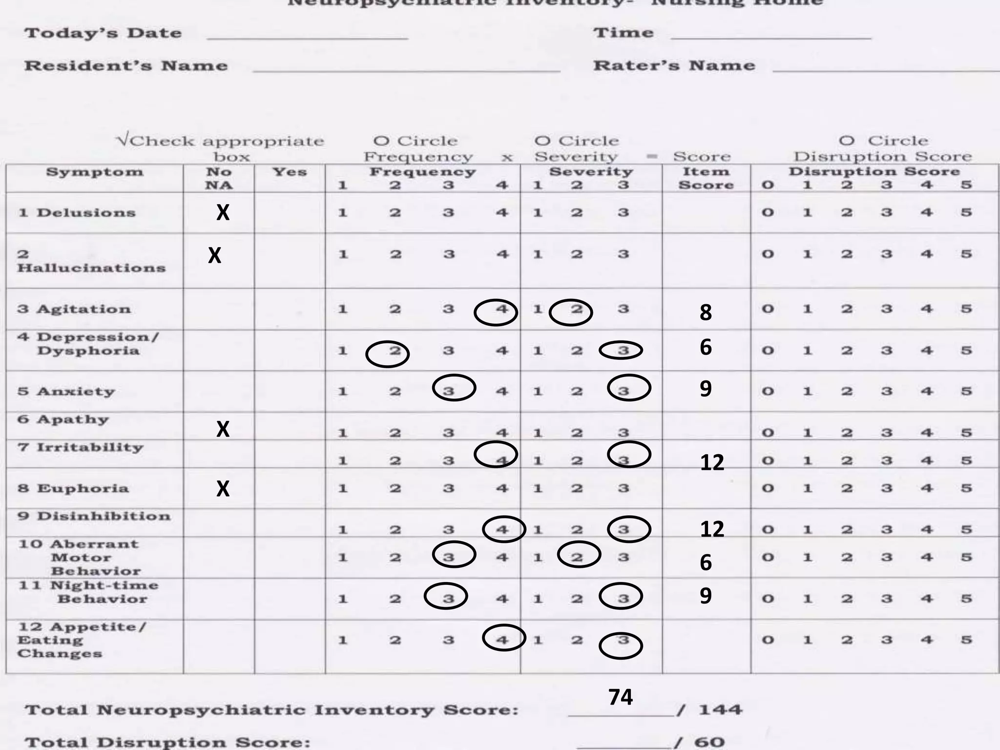 Neuropsychiatric Inventory- Nursing Home
Today's Date Time
Resident's Name Rater's Name
√Check appropriate O Circle O Circle O Circle
box Frequency x Severity = Score Disruption Score
Symptom No Yes Frequency Severity Item Disruption Score
NA 1 2 3 4 1 2 3 Score 0 1 2 3 4 5
1 Delusions X 1 2 3 4 1 2 3 0 1 2 3 4 5
2 X 1 2 3 4 1 2 3 0 1 2 3 4 5
Hallucinations
3 Agitation 1 2 3 4 1 2 3 8 0 1 2 3 4 5
4 Depression/
Dysphoria 1 2 3 4 1 2 3 6 0 1 2 3 4 5
5 Anxiety 1 2 3 4 1 2 3 9 0 1 2 3 4 5
6 Apathy X 1 2 3 4 1 2 3 0 1 2 3 4 5
7 Irritability 1 2 3 4 1 2 3 12 0 1 2 3 4 5
8 Euphoria X 1 2 3 4 1 2 3 0 1 2 3 4 5
9 Disinhibition 1 2 3 4 1 2 3 12 0 1 2 3 4 5
10 Aberrant
Motor 1 2 3 4 1 2 3 6 0 1 2 3 4 5
Behavior
11 Night-time
Behavior 1 2 3 4 1 2 3 9 0 1 2 3 4 5
12 Appetite/
Eating 1 2 3 4 1 2 3 0 1 2 3 4 5
Changes
Total Neuropsychiatric Inventory Score: 74 / 144
Total Disruption Score: / 60